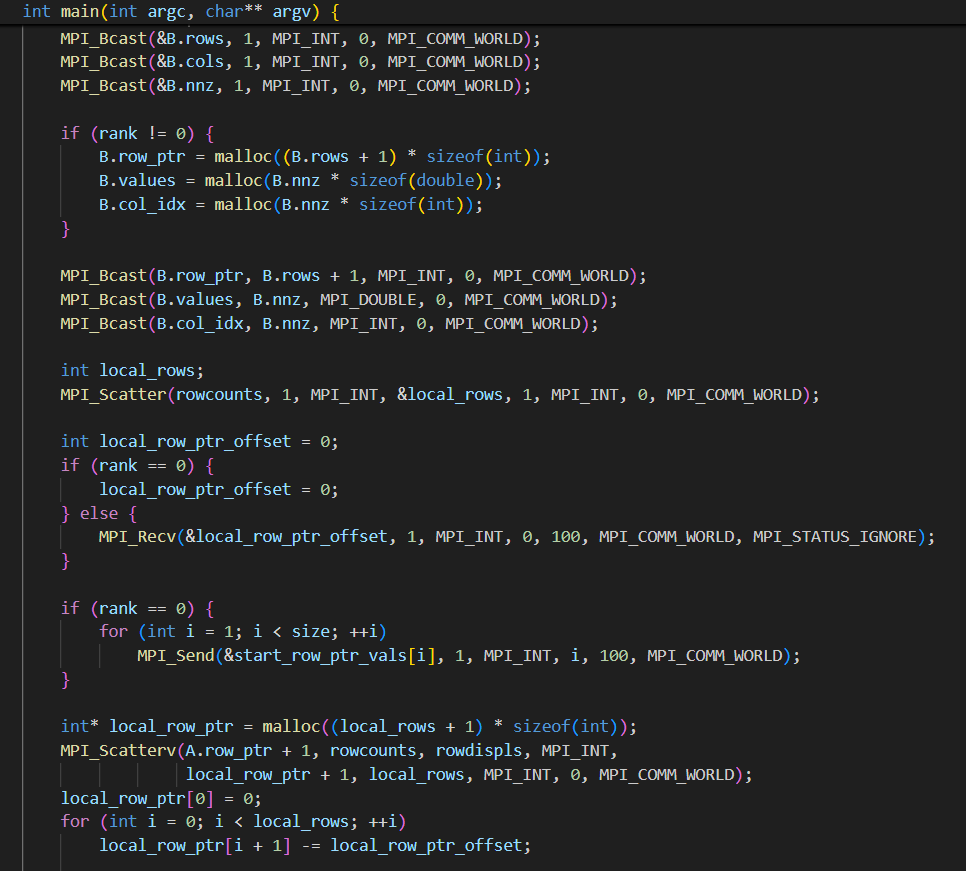 int main(int argc, char** argv) {
    MPI_Bcast(&B.rows, 1, MPI_INT, 0, MPI_COMM_WORLD);
    MPI_Bcast(&B.cols, 1, MPI_INT, 0, MPI_COMM_WORLD);
    MPI_Bcast(&B.nnz, 1, MPI_INT, 0, MPI_COMM_WORLD);

    if (rank != 0) {
        B.row_ptr = malloc((B.rows + 1) * sizeof(int));
        B.values = malloc(B.nnz * sizeof(double));
        B.col_idx = malloc(B.nnz * sizeof(int));
    }

    MPI_Bcast(B.row_ptr, B.rows + 1, MPI_INT, 0, MPI_COMM_WORLD);
    MPI_Bcast(B.values, B.nnz, MPI_DOUBLE, 0, MPI_COMM_WORLD);
    MPI_Bcast(B.col_idx, B.nnz, MPI_INT, 0, MPI_COMM_WORLD);

    int local_rows;
    MPI_Scatter(rowcounts, 1, MPI_INT, &local_rows, 1, MPI_INT, 0, MPI_COMM_WORLD);

    int local_row_ptr_offset = 0;
    if (rank == 0) {
        local_row_ptr_offset = 0;
    } else {
        MPI_Recv(&local_row_ptr_offset, 1, MPI_INT, 0, 100, MPI_COMM_WORLD, MPI_STATUS_IGNORE);
    }

    if (rank == 0) {
        for (int i = 1; i < size; ++i)
            MPI_Send(&start_row_ptr_vals[i], 1, MPI_INT, i, 100, MPI_COMM_WORLD);
    }

    int* local_row_ptr = malloc((local_rows + 1) * sizeof(int));
    MPI_Scatterv(A.row_ptr + 1, rowcounts, rowdispls, MPI_INT,
                 local_row_ptr + 1, local_rows, MPI_INT, 0, MPI_COMM_WORLD);
    local_row_ptr[0] = 0;
    for (int i = 0; i < local_rows; ++i)
        local_row_ptr[i + 1] -= local_row_ptr_offset;